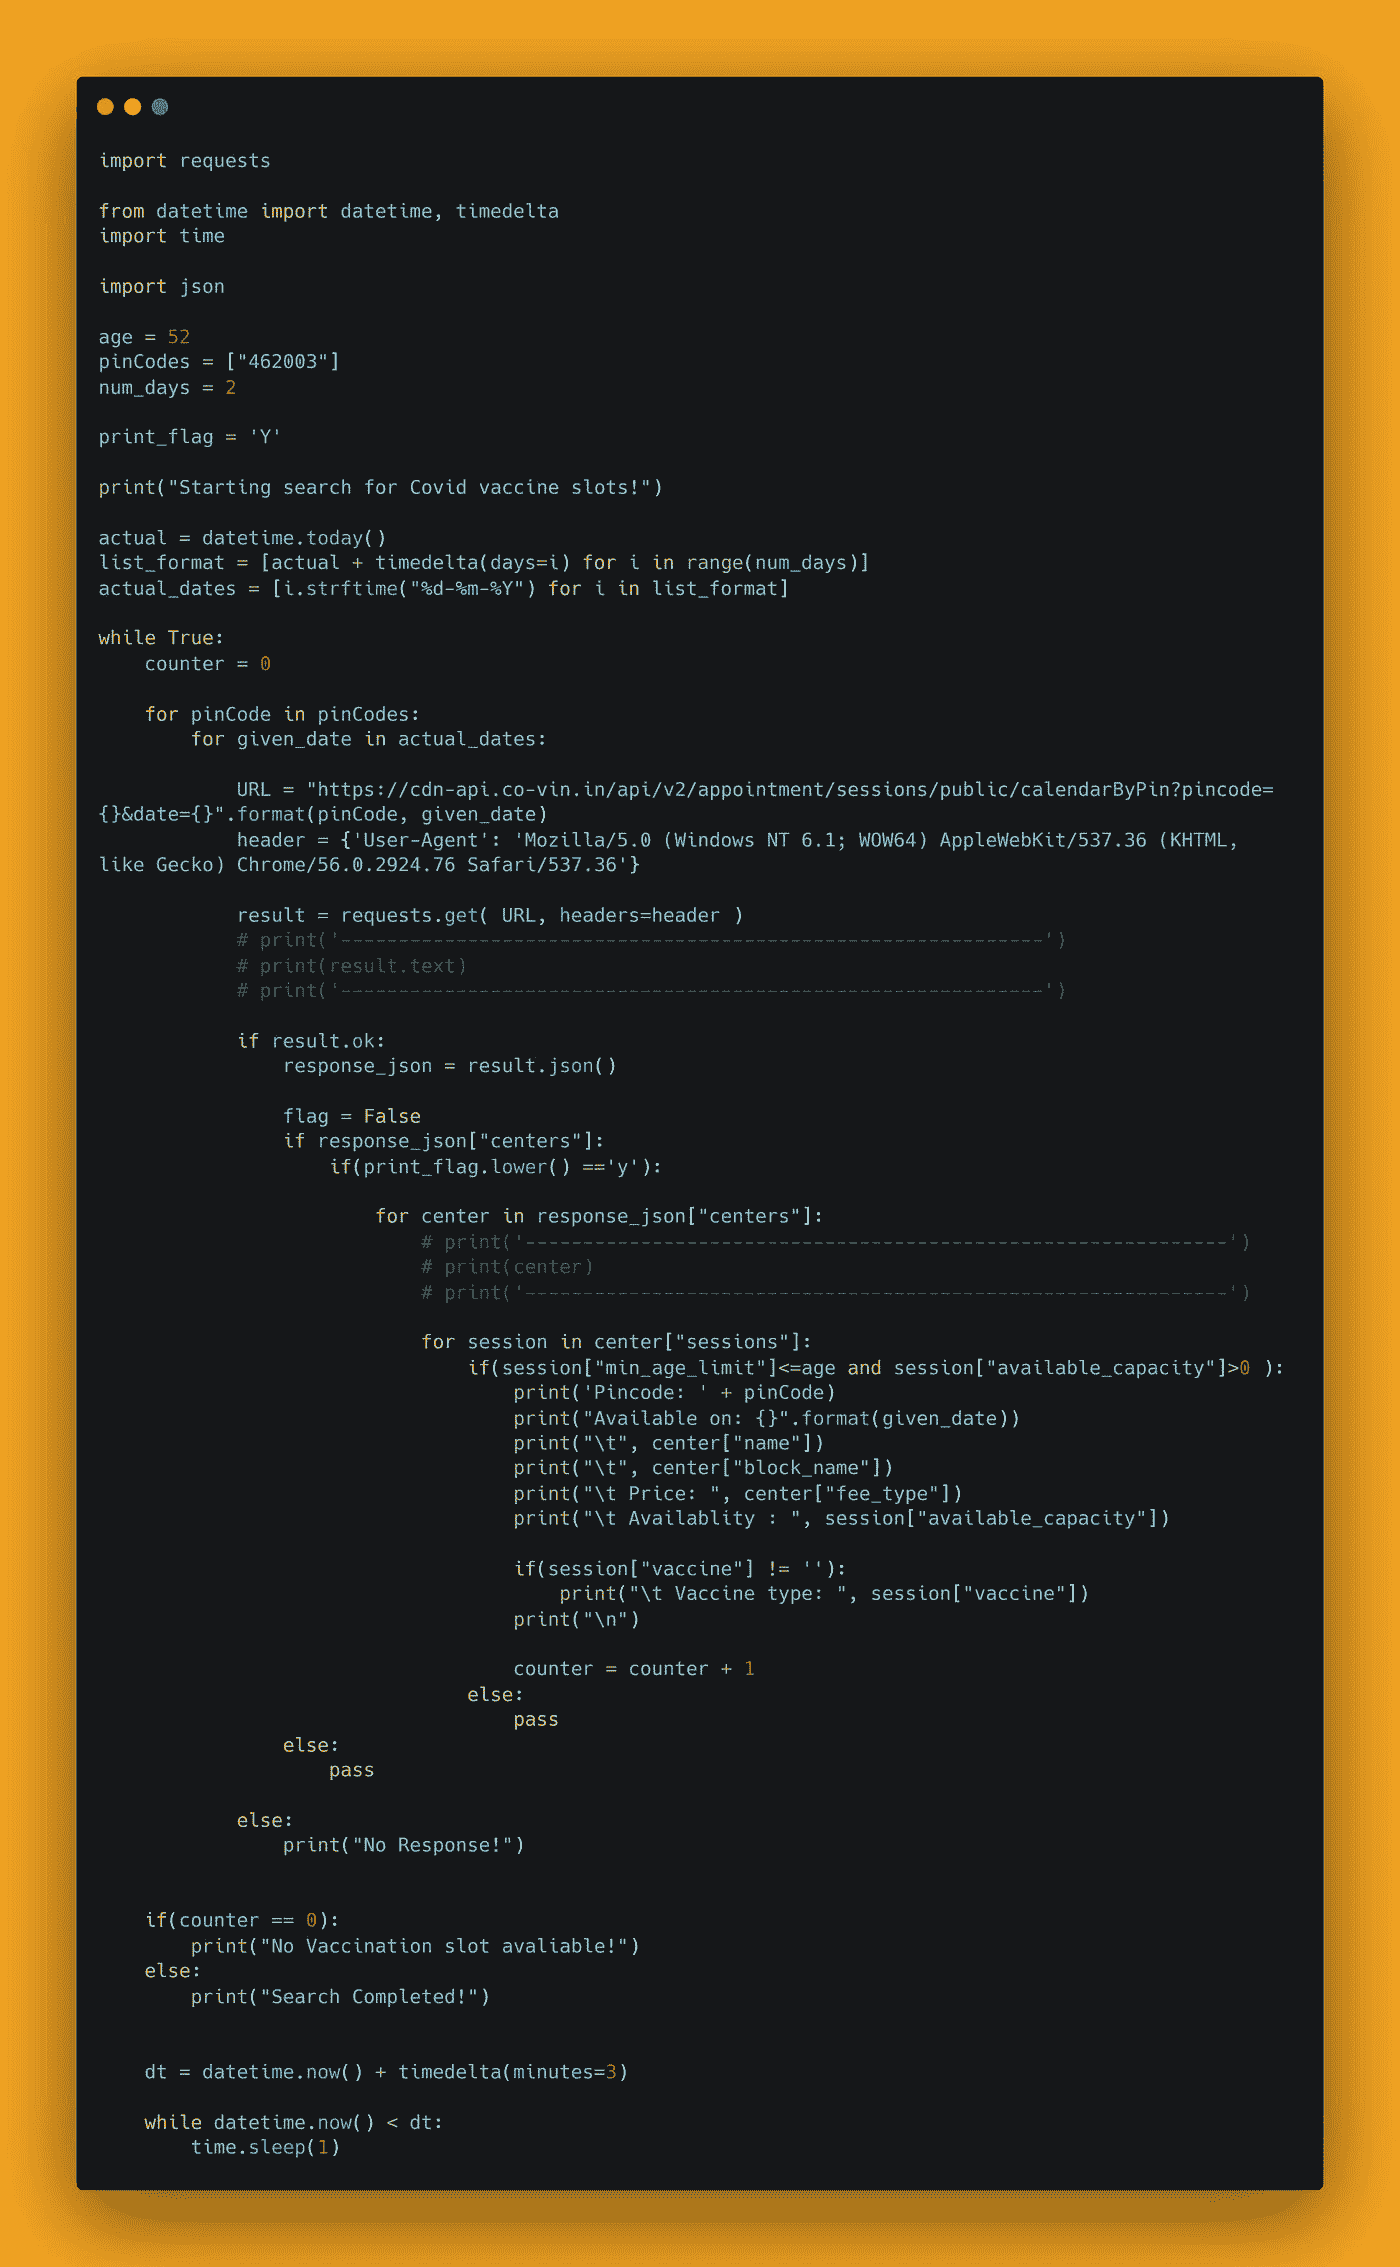 import requests

from datetime import datetime, timedelta
import time

import json

age = 52
pinCodes = ["462003"]
num_days = 2

print_flag = 'Y'

print("Starting search for Covid vaccine slots!")

actual = datetime.today()
list_format = [actual + timedelta(days=i) for i in range(num_days)]
actual_dates = [i.strftime("%d-%m-%Y") for i in list_format]

while True:
    counter = 0

    for pinCode in pinCodes:
        for given_date in actual_dates:

            URL = "https://cdn-api.co-vin.in/api/v2/appointment/sessions/public/calendarByPin?pincode=
{}&date={}".format(pinCode, given_date)
            header = {'User-Agent': 'Mozilla/5.0 (Windows NT 6.1; WOW64) AppleWebKit/537.36 (KHTML,
like Gecko) Chrome/56.0.2924.76 Safari/537.36'}

            result = requests.get( URL, headers=header )
            # print('-------------------------------------------------------------')
            # print(result.text)
            # print('-------------------------------------------------------------')

            if result.ok:
                response_json = result.json()

                flag = False
                if response_json["centers"]:
                    if(print_flag.lower() =='y'):

                        for center in response_json["centers"]:
                            # print('-------------------------------------------------------------')
                            # print(center)
                            # print('-------------------------------------------------------------')

                            for session in center["sessions"]:
                                if(session["min_age_limit"]<=age and session["available_capacity"]>0 ):
                                    print('Pincode: ' + pinCode)
                                    print("Available on: {}".format(given_date))
                                    print("\t", center["name"])
                                    print("\t", center["block_name"])
                                    print("\t Price: ", center["fee_type"])
                                    print("\t Availablity : ", session["available_capacity"])

                                    if(session["vaccine"] != ''):
                                        print("\t Vaccine type: ", session["vaccine"])
                                    print("\n")

                                    counter = counter + 1
                                else:
                                    pass
                else:
                    pass

            else:
                print("No Response!")


    if(counter == 0):
        print("No Vaccination slot avaliable!")
    else:
        print("Search Completed!")


    dt = datetime.now() + timedelta(minutes=3)

    while datetime.now() < dt:
        time.sleep(1)